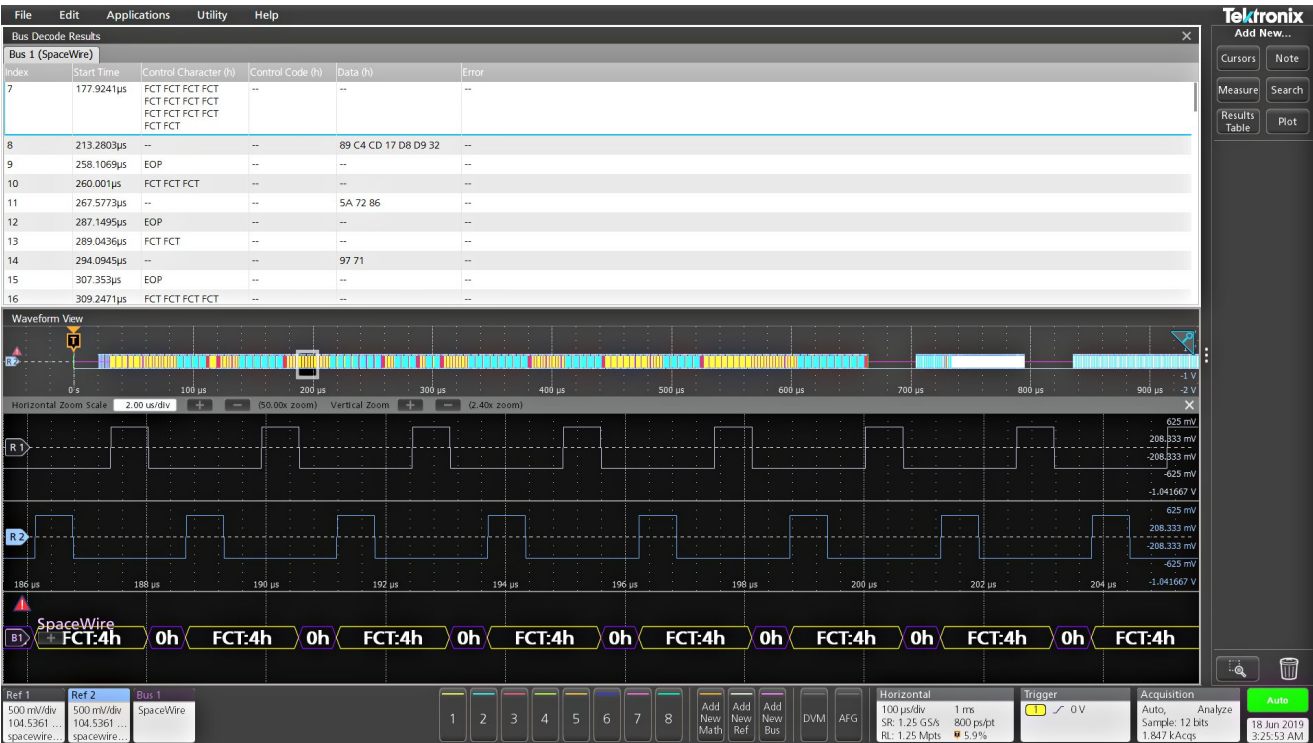 File Edit Applications Utility Help
Tektronix
Add New...
Bus Decode Results
Bus 1 (SpaceWire)
Index Start Time Control Character (h) Control Code (h) Data (h) Error
7 177.9241µs FCT FCT FCT FCT -- -- --
FCT FCT FCT FCT
FCT FCT FCT FCT
FCT FCT
8 213.2803µs -- -- 89 C4 CD 17 D8 D9 32 --
9 258.1069µs EOP -- -- --
10 260.001µs FCT FCT FCT -- -- --
11 267.5773µs -- -- 5A 72 86 --
12 287.1495µs EOP -- -- --
13 289.0436µs FCT FCT -- -- --
14 294.0945µs -- -- 97 71 --
15 307.353µs EOP -- -- --
16 309.2471µs FCT FCT FCT FCT -- -- --
Cursors Note
Measure Search
Results Table Plot
Waveform View
T
R 2
-1 V
0 s 100 µs 200 µs 300 µs 400 µs 500 µs 600 µs 700 µs 800 µs 900 µs -2 V
Horizontal Zoom Scale 2.00 us/div + − (50.00x zoom) Vertical Zoom + − (2.40x zoom)
625 mV
R 1
208.333 mV
-208.333 mV
-625 mV
-1.041667 V
625 mV
R 2
208.333 mV
-208.333 mV
-625 mV
186 µs 188 µs 190 µs 192 µs 194 µs 196 µs 198 µs 200 µs 202 µs 204 µs -1.041667 V
SpaceWire
B1 + FCT:4h 0h FCT:4h 0h FCT:4h 0h FCT:4h 0h FCT:4h 0h FCT:4h 0h FCT:4h 0h FCT:4h
Ref 1
500 mV/div
104.5361 ...
spacewire...
Ref 2
500 mV/div
104.5361 ...
spacewire...
Bus 1
SpaceWire
1 2 3 4 5 6 7 8
Add New Math
Add New Ref
Add New Bus
DVM AFG
Horizontal
100 µs/div 1 ms
SR: 1.25 GS/s 800 ps/pt
RL: 1.25 Mpts 5.9%
Trigger
1 0 V
Acquisition
Auto, Analyze
Sample: 12 bits
1.847 kAcqs
Auto
18 Jun 2019
3:25:53 AM